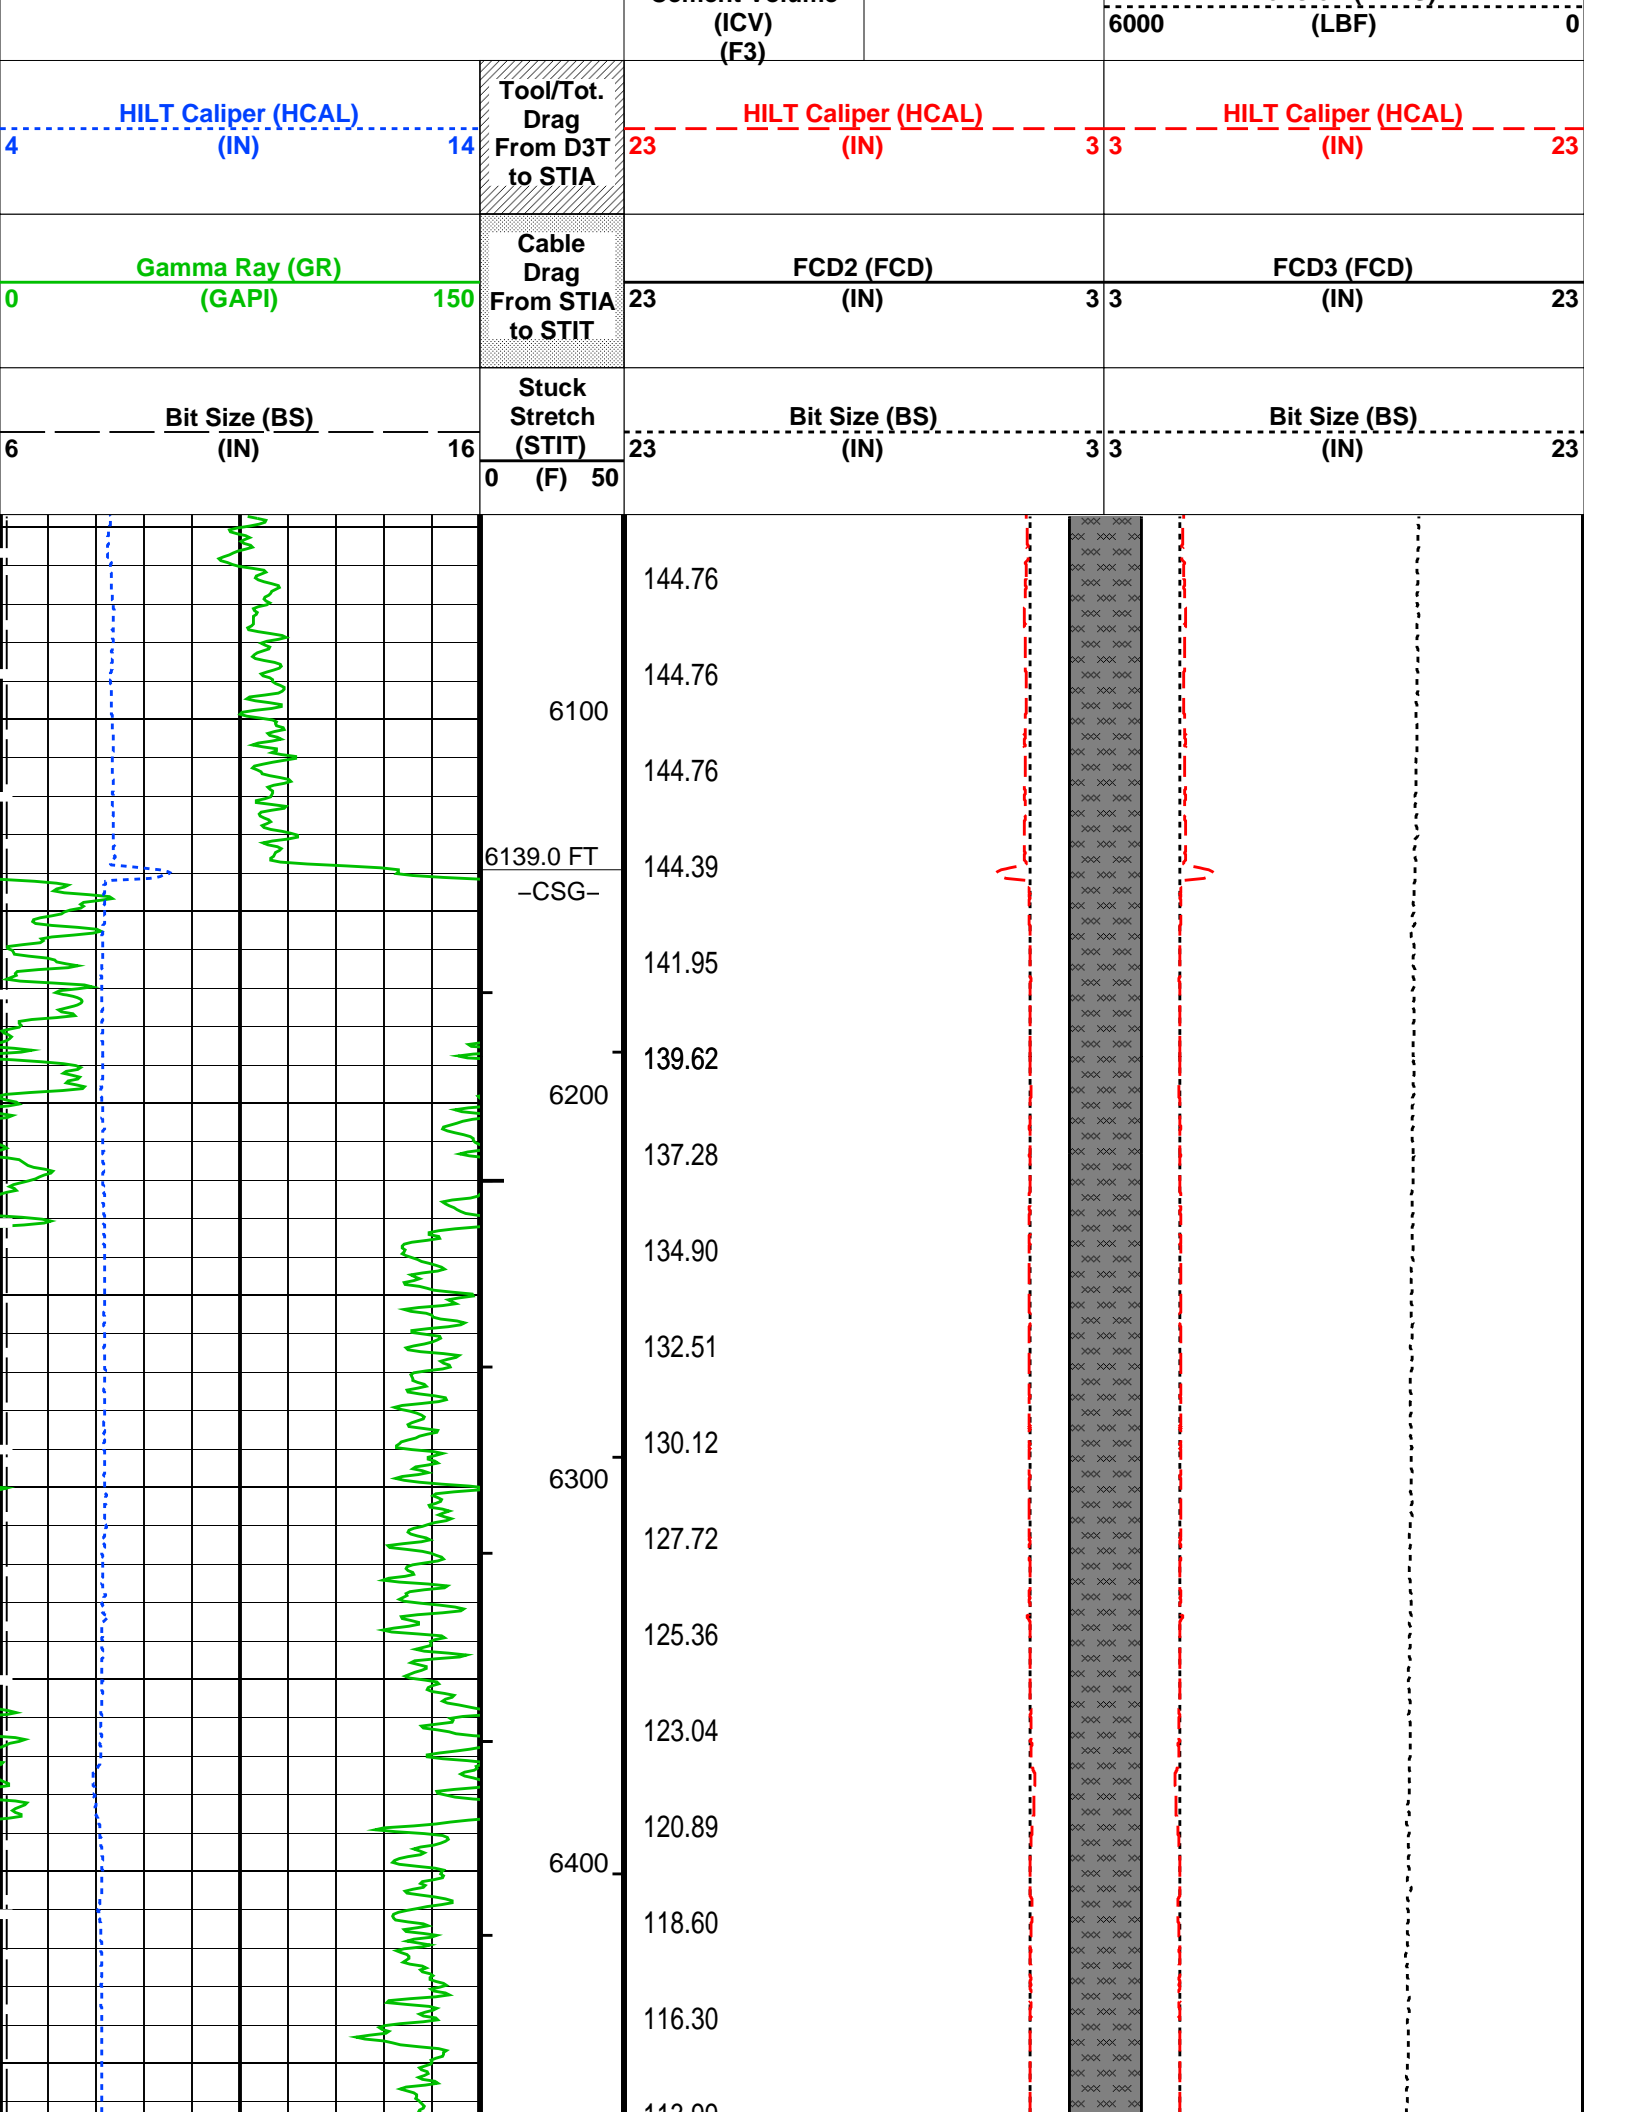 (ICV)
(F3)
6000 (LBF) 0
HILT Caliper (HCAL)
4 (IN) 14
Tool/Tot.
Drag
From D3T
to STIA
HILT Caliper (HCAL)
23 (IN) 3
HILT Caliper (HCAL)
3 (IN) 23
Gamma Ray (GR)
0 (GAPI) 150
Cable
Drag
From STIA
to STIT
FCD2 (FCD)
23 (IN) 3
FCD3 (FCD)
3 (IN) 23
Bit Size (BS)
6 (IN) 16
Stuck
Stretch
(STIT)
0 (F) 50
Bit Size (BS)
23 (IN) 3
Bit Size (BS)
3 (IN) 23
144.76
144.76
6100
144.76
6139.0 FT
144.39
–CSG–
141.95
139.62
6200
137.28
134.90
132.51
130.12
6300
127.72
125.36
123.04
120.89
6400
118.60
116.30